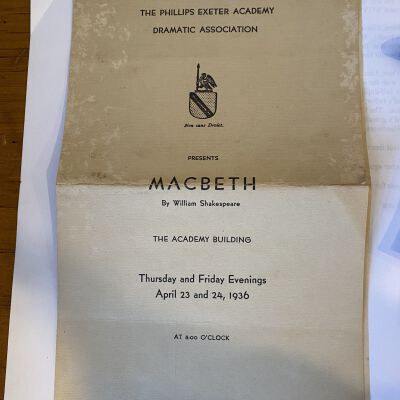 THE PHILLIPS EXETER ACADEMY
DRAMATIC ASSOCIATION
Non sanz Droict.
PRESENTS
MACBETH
By William Shakespeare
THE ACADEMY BUILDING
Thursday and Friday Evenings
April 23 and 24, 1936
AT 8:00 O'CLOCK